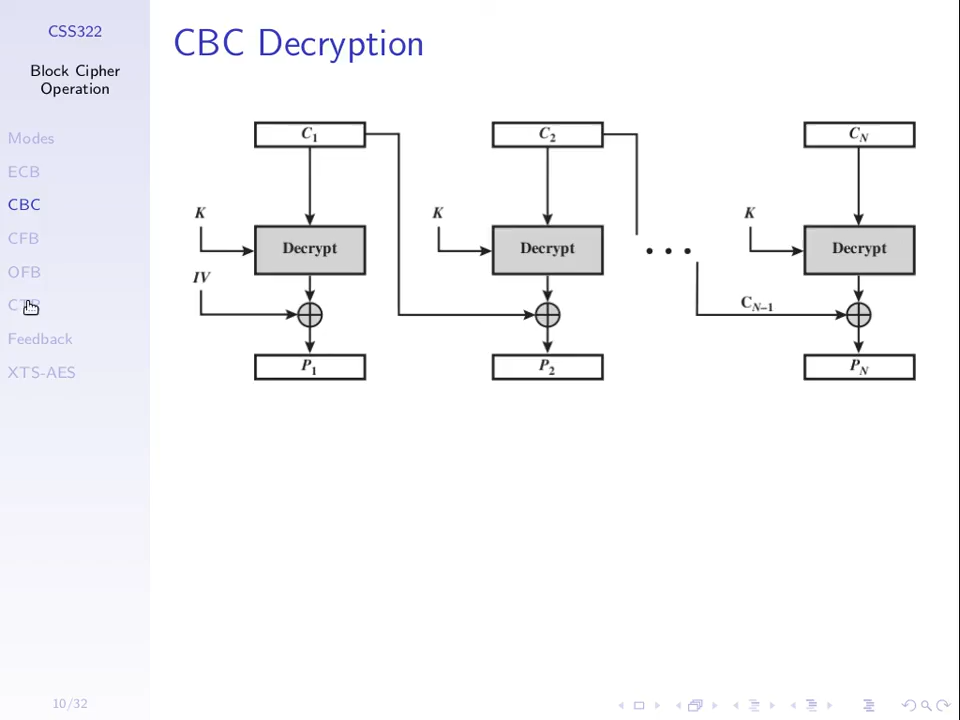 CSS322
Block Cipher
Operation
Modes
ECB
CBC
CFB
OFB
CTR
Feedback
XTS-AES
10/32
CBC Decryption
C1 C2 CN
K K K
Decrypt Decrypt Decrypt
IV
CN−1
P1 P2 PN